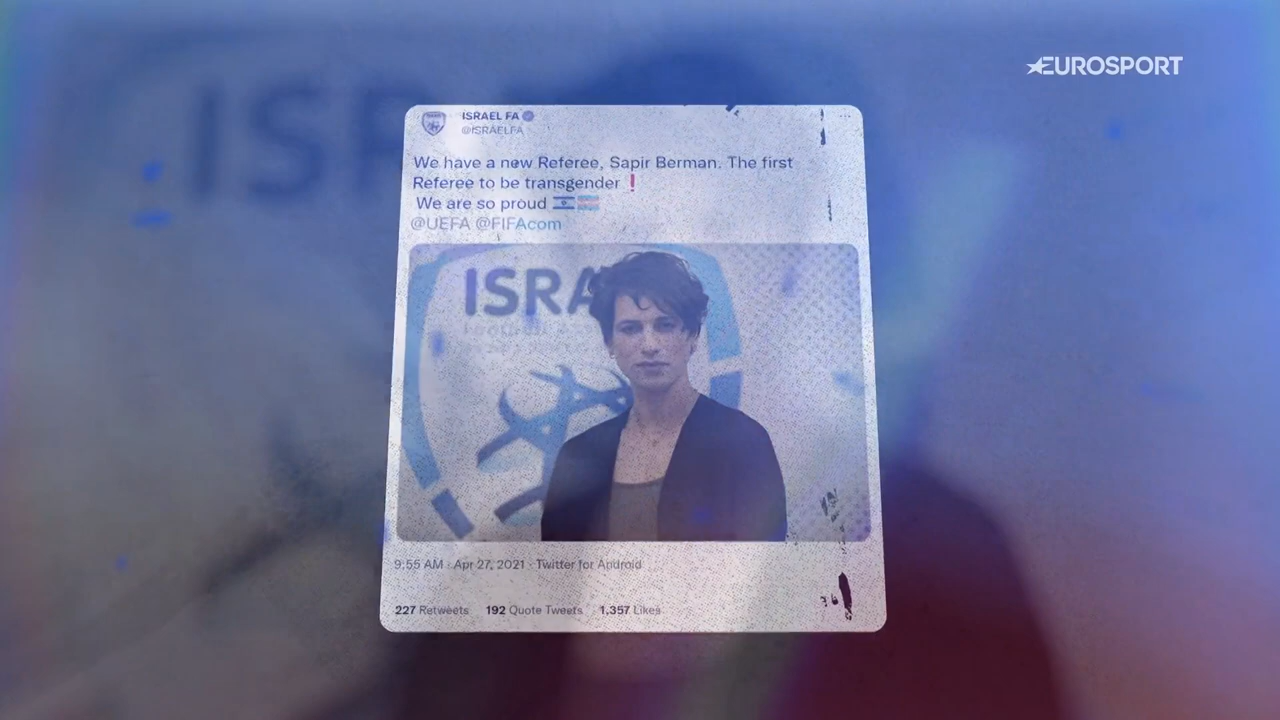 EUROSPORT
ISRAEL FA
@ISRAELFA
We have a new Referee, Sapir Berman. The first
Referee to be transgender❗
We are so proud 🇮🇱🏳️‍⚧️
@UEFA @FIFAcom
ISRA
9:55 AM · Apr 27, 2021 · Twitter for Android
227 Retweets 192 Quote Tweets 1,357 Likes